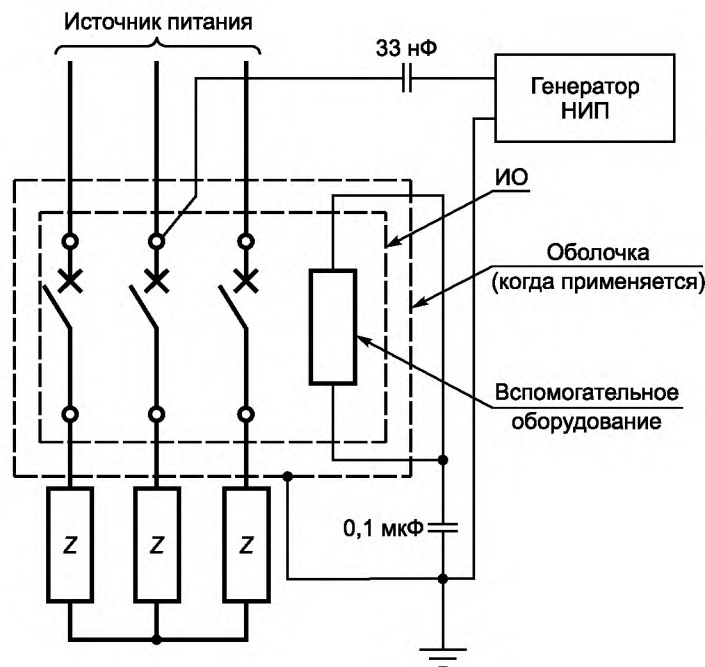 Источник питания
33 нФ
Генератор
НИП
ИО
Оболочка
(когда применяется)
Вспомогательное
оборудование
0,1 мкФ
Z
Z
Z